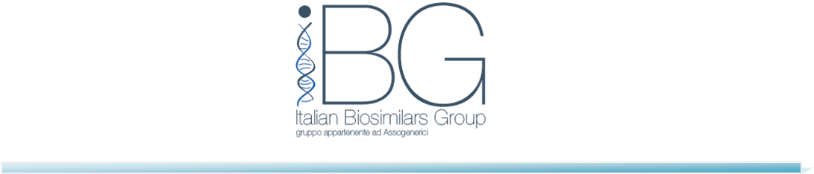 iBG
Italian Biosimilars Group
gruppo appartenente ad Assogenerici